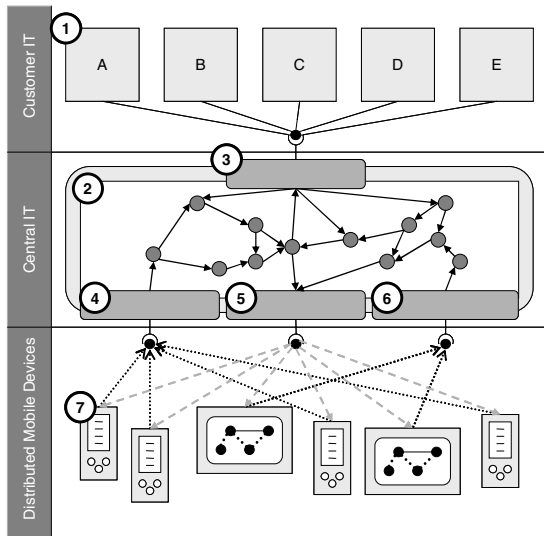 Customer IT
1
A
B
C
D
E
Central IT
3
2
4
5
6
Distributed Mobile Devices
7